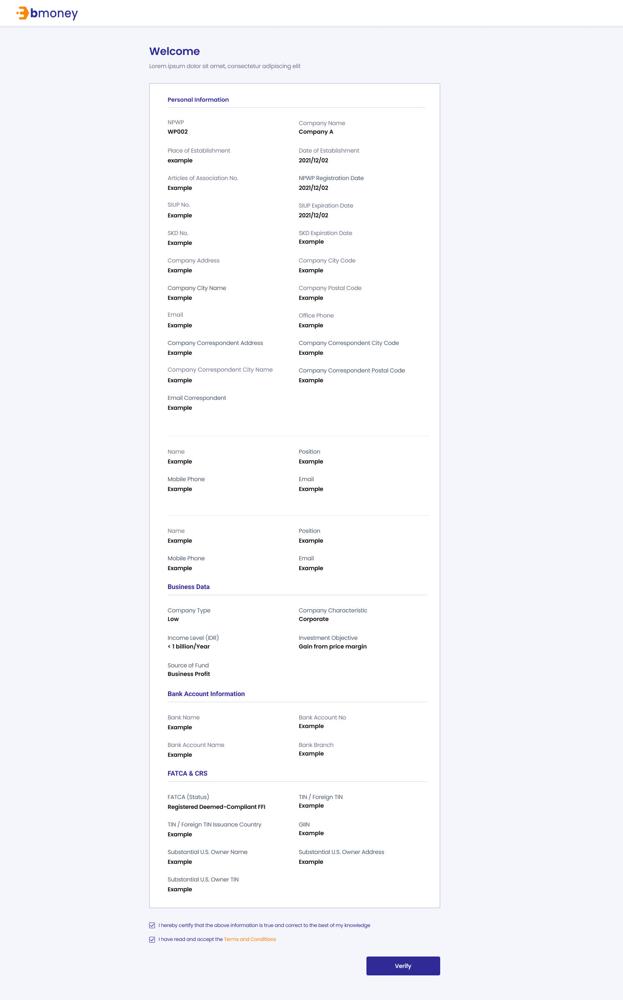 bmoney
Welcome
Lorem ipsum dolor sit amet, consectetur adipiscing elit
Personal Information
NPWP
WP002
Company Name
Company A
Place of Establishment
example
Date of Establishment
2021/12/02
Articles of Association No.
Example
NPWP Registration Date
2021/12/02
SIUP No.
Example
SIUP Expiration Date
2021/12/02
SKD No.
Example
SKD Expiration Date
Example
Company Address
Example
Company City Code
Example
Company City Name
Example
Company Postal Code
Example
Email
Example
Office Phone
Example
Company Correspondent Address
Example
Company Correspondent City Code
Example
Company Correspondent City Name
Example
Company Correspondent Postal Code
Example
Email Correspondent
Example
Name
Example
Position
Example
Mobile Phone
Example
Email
Example
Name
Example
Position
Example
Mobile Phone
Example
Email
Example
Business Data
Company Type
Low
Company Characteristic
Corporate
Income Level (IDR)
< 1 billion/Year
Investment Objective
Gain from price margin
Source of Fund
Business Profit
Bank Account Information
Bank Name
Example
Bank Account No
Example
Bank Account Name
Example
Bank Branch
Example
FATCA & CRS
FATCA (Status)
Registered Deemed-Compliant FFI
TIN / Foreign TIN
Example
TIN / Foreign TIN Issuance Country
Example
GIIN
Example
Substantial U.S. Owner Name
Example
Substantial U.S. Owner Address
Example
Substantial U.S. Owner TIN
Example
I hereby certify that the above information is true and correct to the best of my knowledge
I have read and accept the Terms and Conditions
Verify